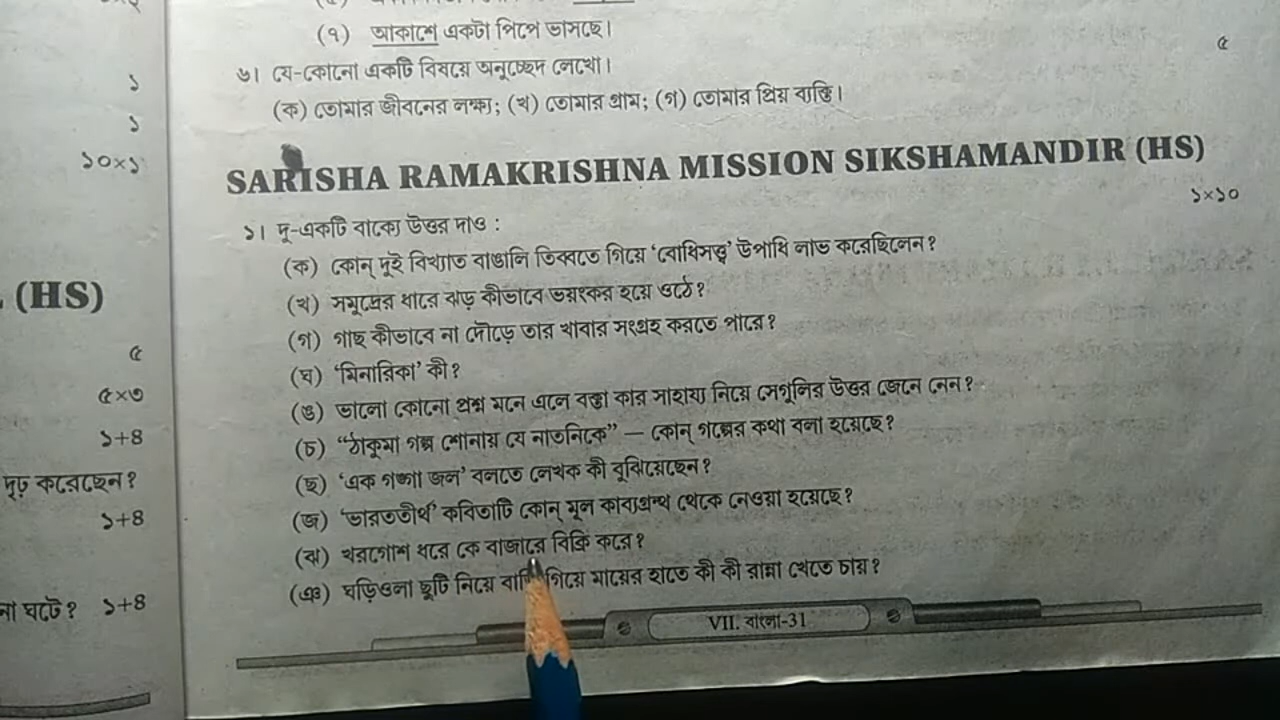 (৭) আকাশে একটা পিপে ভাসছে।
৬। যে-কোনো একটি বিষয়ে অনুচ্ছেদ লেখো। ৫
(ক) তোমার জীবনের লক্ষ্য; (খ) তোমার গ্রাম; (গ) তোমার প্রিয় ব্যক্তি।
১
১
১০×১
SARISHA RAMAKRISHNA MISSION SIKSHAMANDIR (HS)
১। দু-একটি বাক্যে উত্তর দাও : ১×১০
(ক) কোন্ দুই বিখ্যাত বাঙালি তিব্বতে গিয়ে ‘বোধিসত্ত্ব’ উপাধি লাভ করেছিলেন?
(খ) সমুদ্রের ধারে ঝড় কীভাবে ভয়ংকর হয়ে ওঠে?
(গ) গাছ কীভাবে না দৌড়ে তার খাবার সংগ্রহ করতে পারে?
(ঘ) ‘মিনারিকা’ কী?
(ঙ) ভালো কোনো প্রশ্ন মনে এলে বক্তা কার সাহায্য নিয়ে সেগুলির উত্তর জেনে নেন?
(চ) “ঠাকুমা গল্প শোনায় যে নাতনিকে” — কোন্ গল্পের কথা বলা হয়েছে?
(ছ) ‘এক গঙ্গা জল’ বলতে লেখক কী বুঝিয়েছেন?
(জ) ‘ভারততীর্থ’ কবিতাটি কোন্ মূল কাব্যগ্রন্থ থেকে নেওয়া হয়েছে?
(ঝ) খরগোশ ধরে কে বাজারে বিক্রি করে?
(ঞ) ঘড়িওলা ছুটি নিয়ে গিয়ে মায়ের হাতে কী কী রান্না খেতে চায়?
VII. বাংলা-31
(HS)
৫
৫×৩
১+৪
দৃঢ় করেছেন?
১+৪
না ঘটে? ১+৪